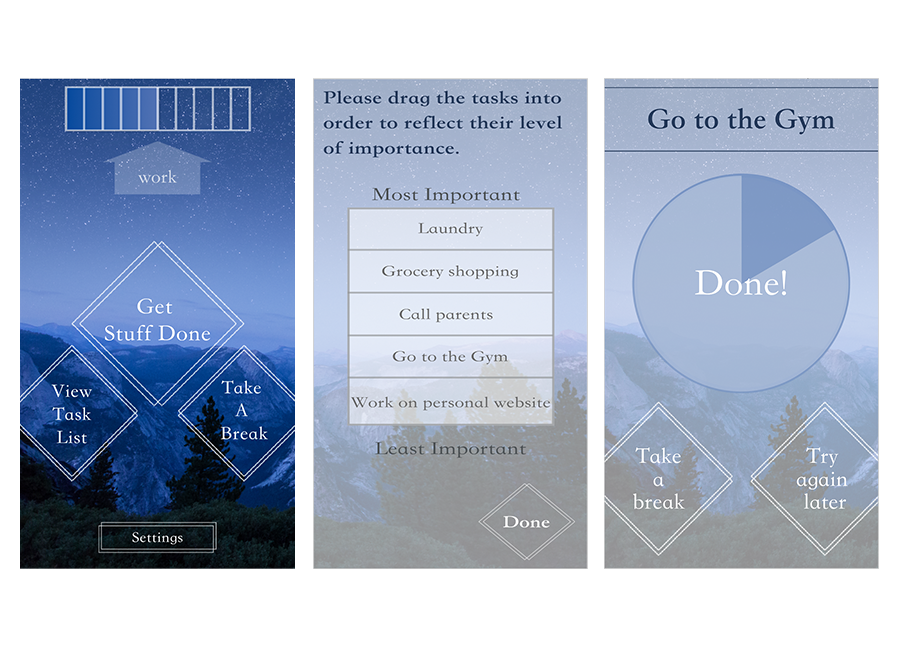 work
Get
Stuff Done
View
Task
List
Take
A
Break
Settings
Please drag the tasks into
order to reflect their level
of importance.
Most Important
Laundry
Grocery shopping
Call parents
Go to the Gym
Work on personal website
Least Important
Done
Go to the Gym
Done!
Take
a
break
Try
again
later